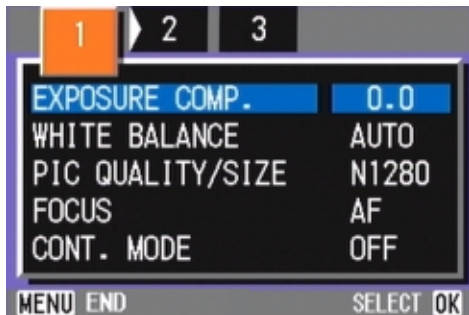 1 2 3
EXPOSURE COMP. 0.0
WHITE BALANCE AUTO
PIC QUALITY/SIZE N1280
FOCUS AF
CONT. MODE OFF
MENU END SELECT OK